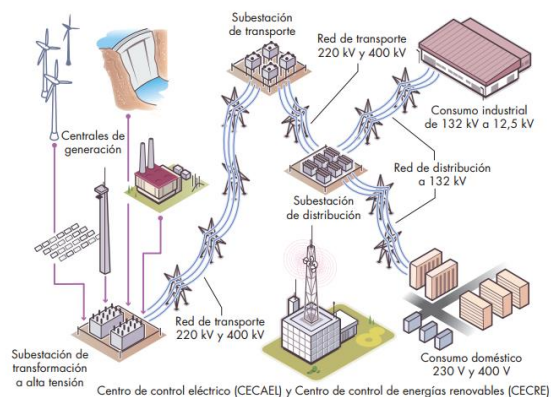 Subestación
de transporte
Red de transporte
220 kV y 400 kV
Centrales de
generación
Consumo industrial
de 132 kV a 12,5 kV
Red de distribución
a 132 kV
Subestación
de distribución
Red de transporte
220 kV y 400 kV
Subestación de
transformación
a alta tensión
Consumo doméstico
230 V y 400 V
Centro de control eléctrico (CECAEL) y Centro de control de energías renovables (CECRE)